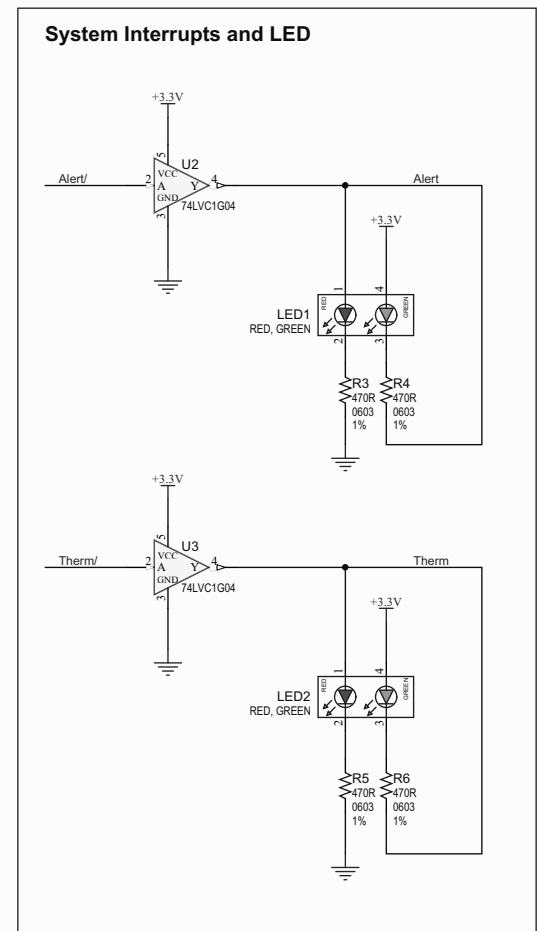 System Interrupts and LED
+3.3V
5
U2
VCC
Alert/
2
A
Y
4
Alert
GND
74LVC1G04
3
+3.3V
1
4
RED
GREEN
LED1
RED, GREEN
2
3
R3
R4
470R
470R
0603
0603
1%
1%
+3.3V
5
U3
VCC
Therm/
2
A
Y
4
Therm
GND
74LVC1G04
3
+3.3V
1
4
RED
GREEN
LED2
RED, GREEN
2
3
R5
R6
470R
470R
0603
0603
1%
1%